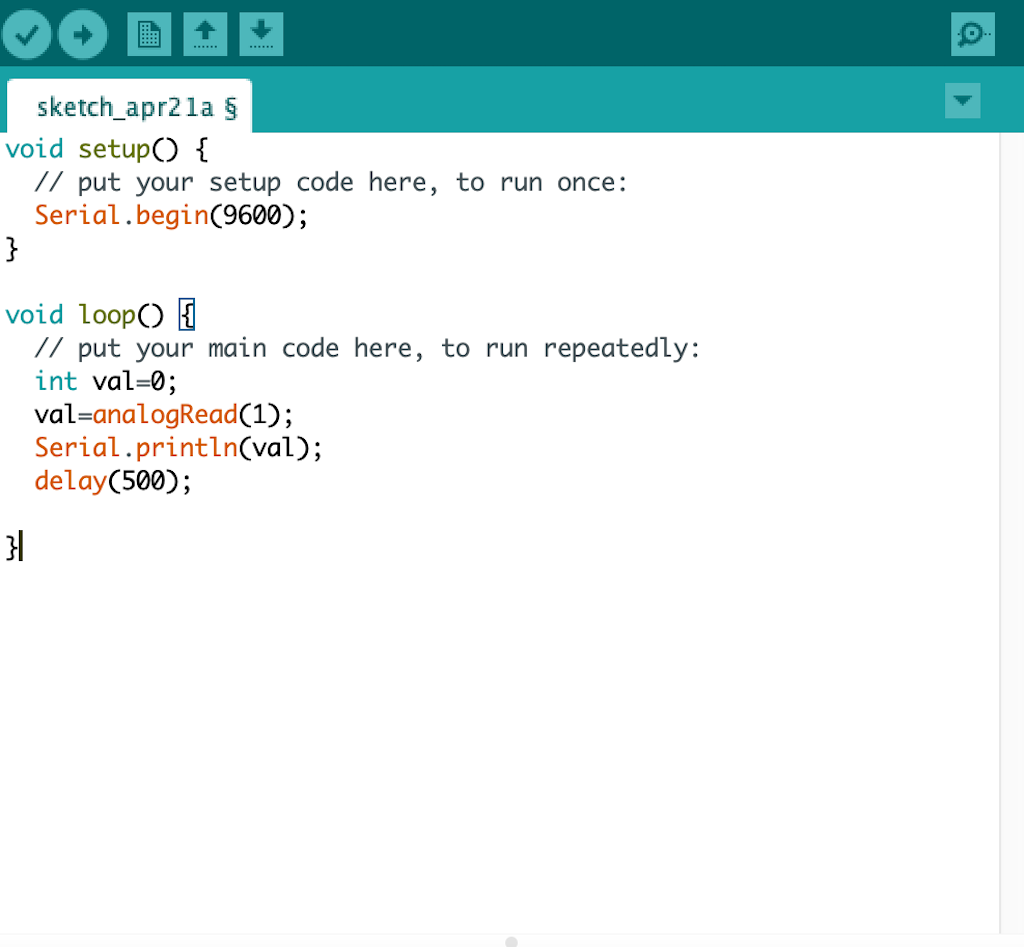 sketch_apr21a §
void setup() {
  // put your setup code here, to run once:
  Serial.begin(9600);
}

void loop() {
  // put your main code here, to run repeatedly:
  int val=0;
  val=analogRead(1);
  Serial.println(val);
  delay(500);

}